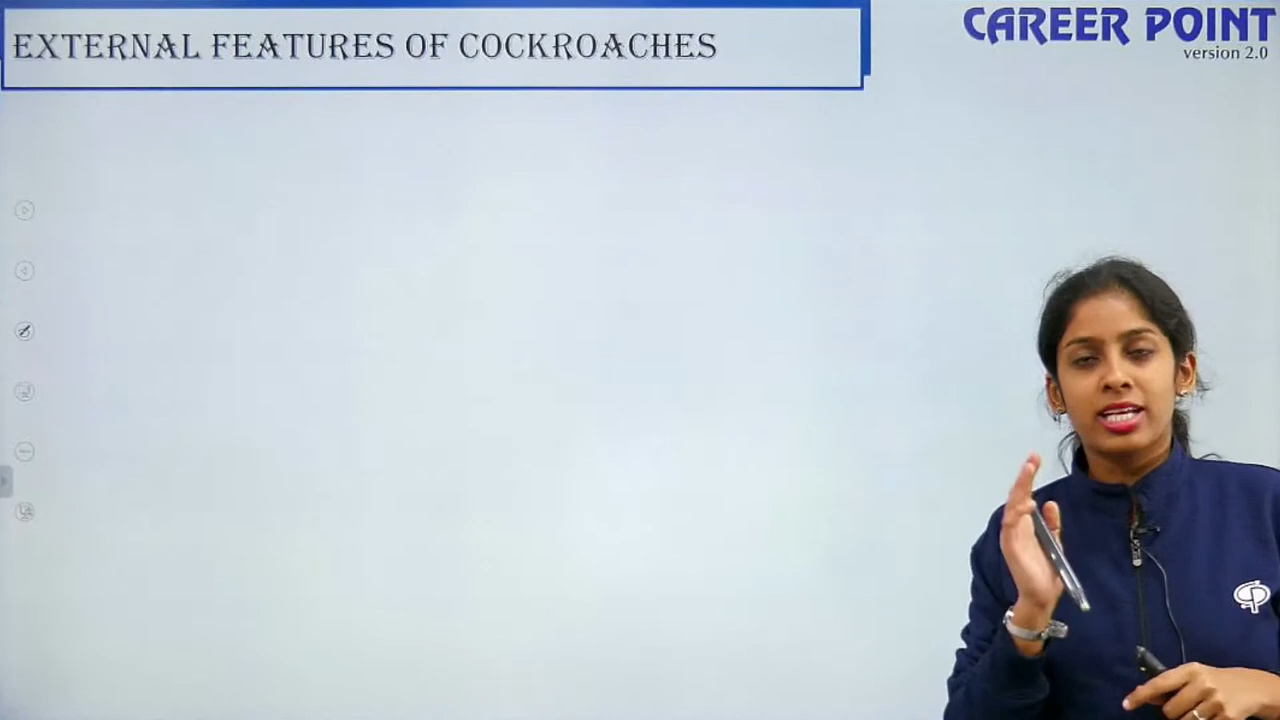 EXTERNAL FEATURES OF COCKROACHES
CAREER POINT
version 2.0